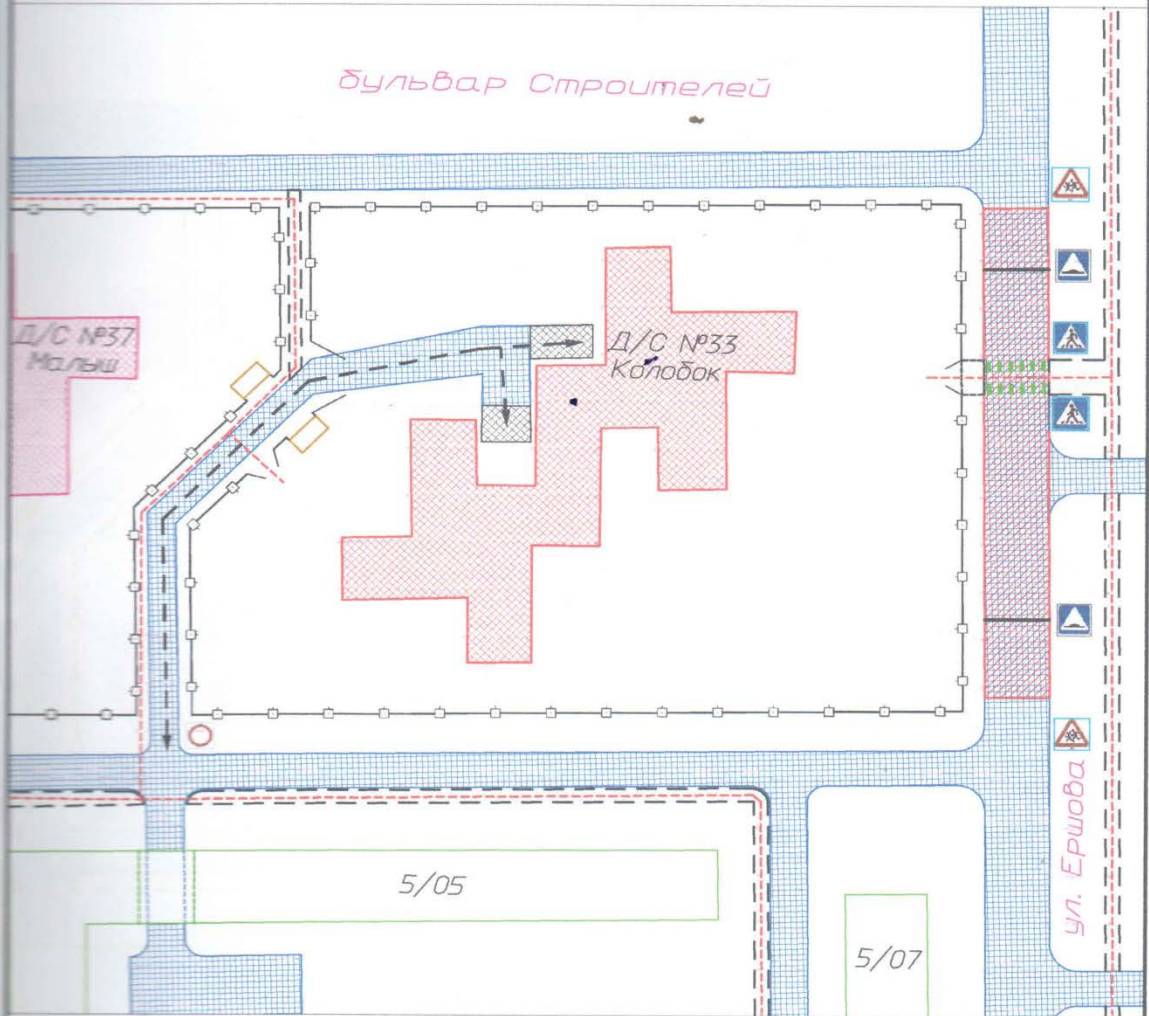 бульвар Строителей
Д/С №37
Малыш
Д/С №33
Колобок
ул. Ершова
5/05
5/07